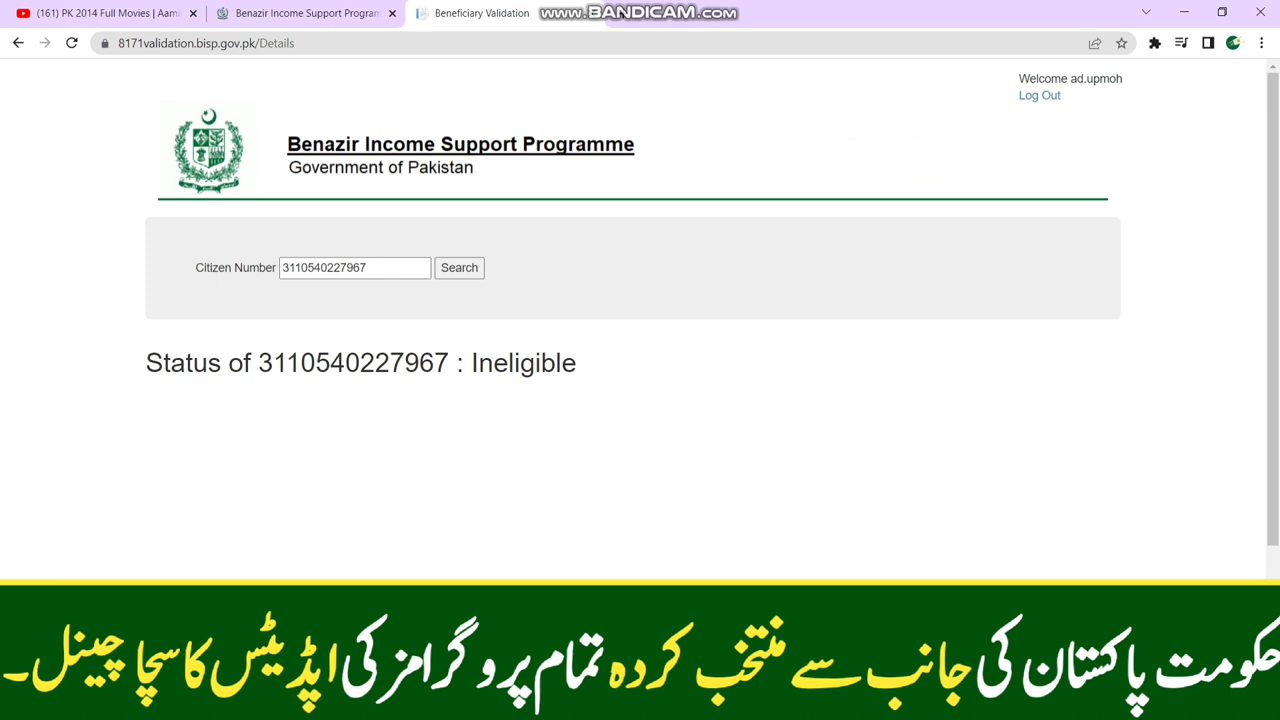 (161) PK 2014 Full Movies | Aami
Benazir Income Support Program
Beneficiary Validation
WWW.BANDICAM.COM
8171validation.bisp.gov.pk/Details
Welcome ad.upmoh
Log Out
Benazir Income Support Programme
Government of Pakistan
Citizen Number 3110540227967 Search
Status of 3110540227967 : Ineligible
حکومت پاکستان کی جانب سے منتخب کردہ تمام پروگرامز کی اپڈیٹس کا سچا چینل۔